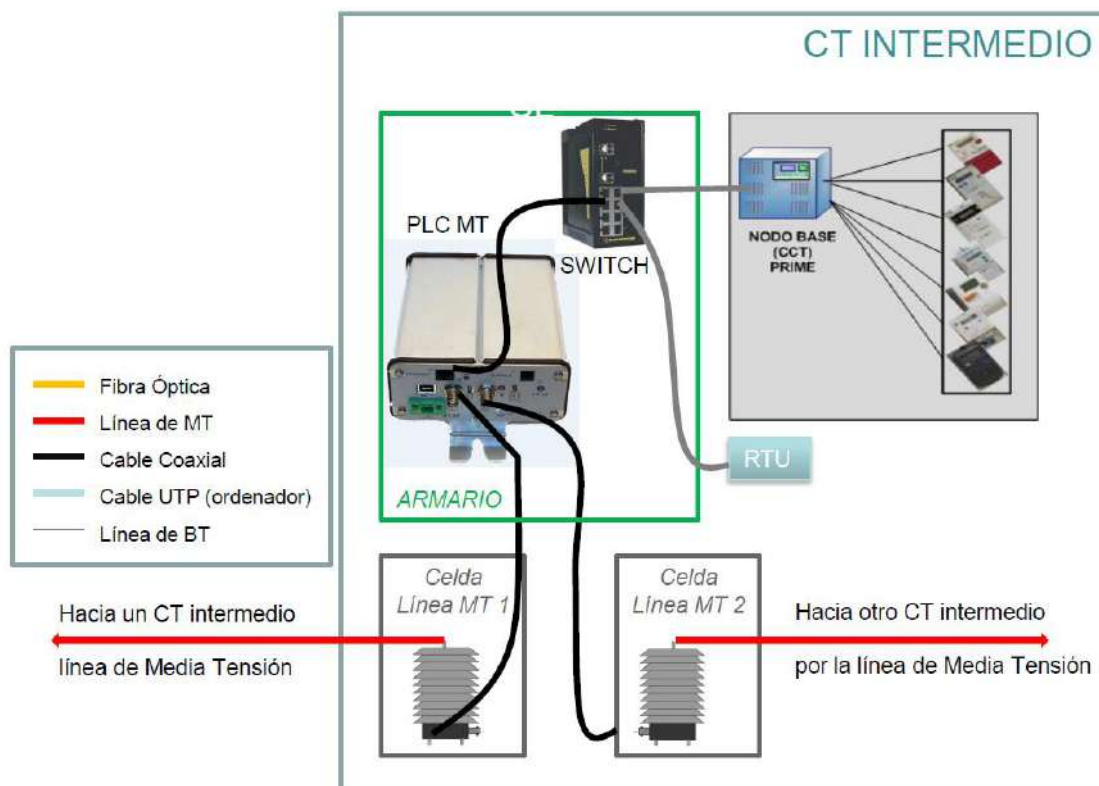 CT INTERMEDIO
PLC MT
SWITCH
NODO BASE
(CCT)
PRIME
RTU
ARMARIO
Fibra Óptica
Línea de MT
Cable Coaxial
Cable UTP (ordenador)
Línea de BT
Celda
Línea MT 1
Celda
Línea MT 2
Hacia un CT intermedio
línea de Media Tensión
Hacia otro CT intermedio
por la línea de Media Tensión